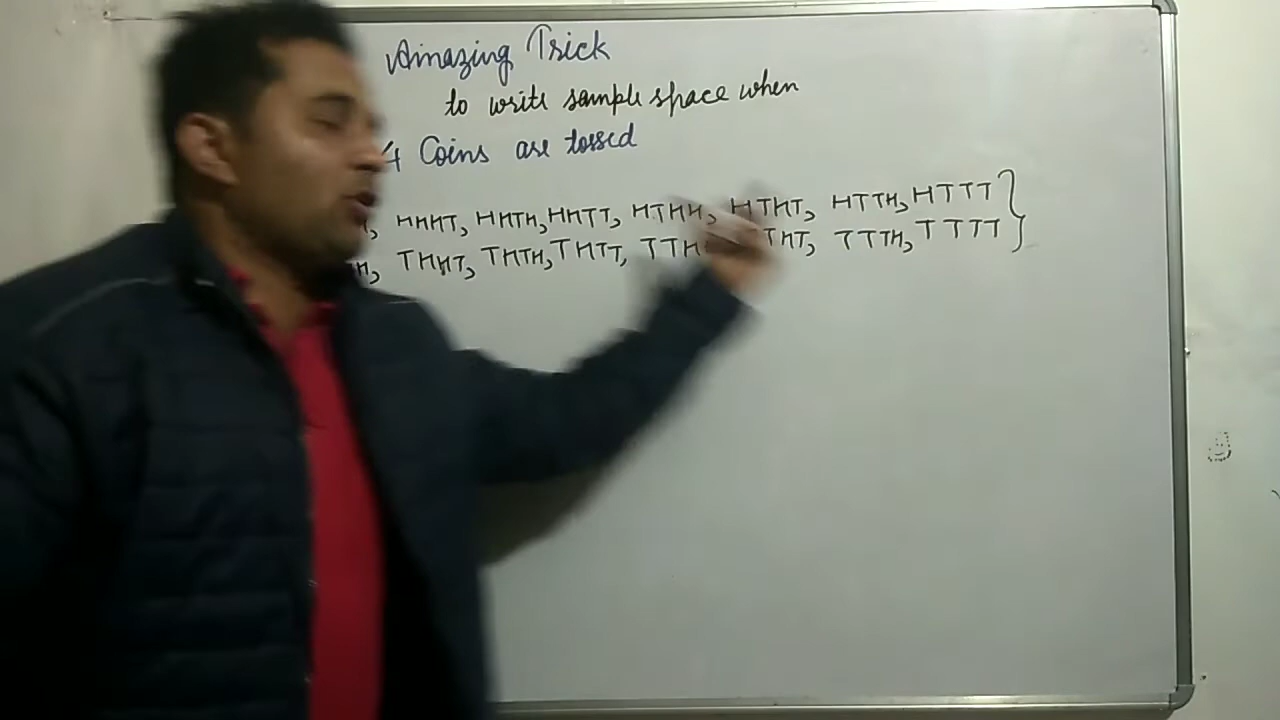 Amazing Trick
to write sample space when
4 Coins are tossed
HHHT, HHTH, HHTT, HTHH, HTHT, HTTH, HTTT }
THHT, THTH, THTT, TTH THT, TTTH, TTTT